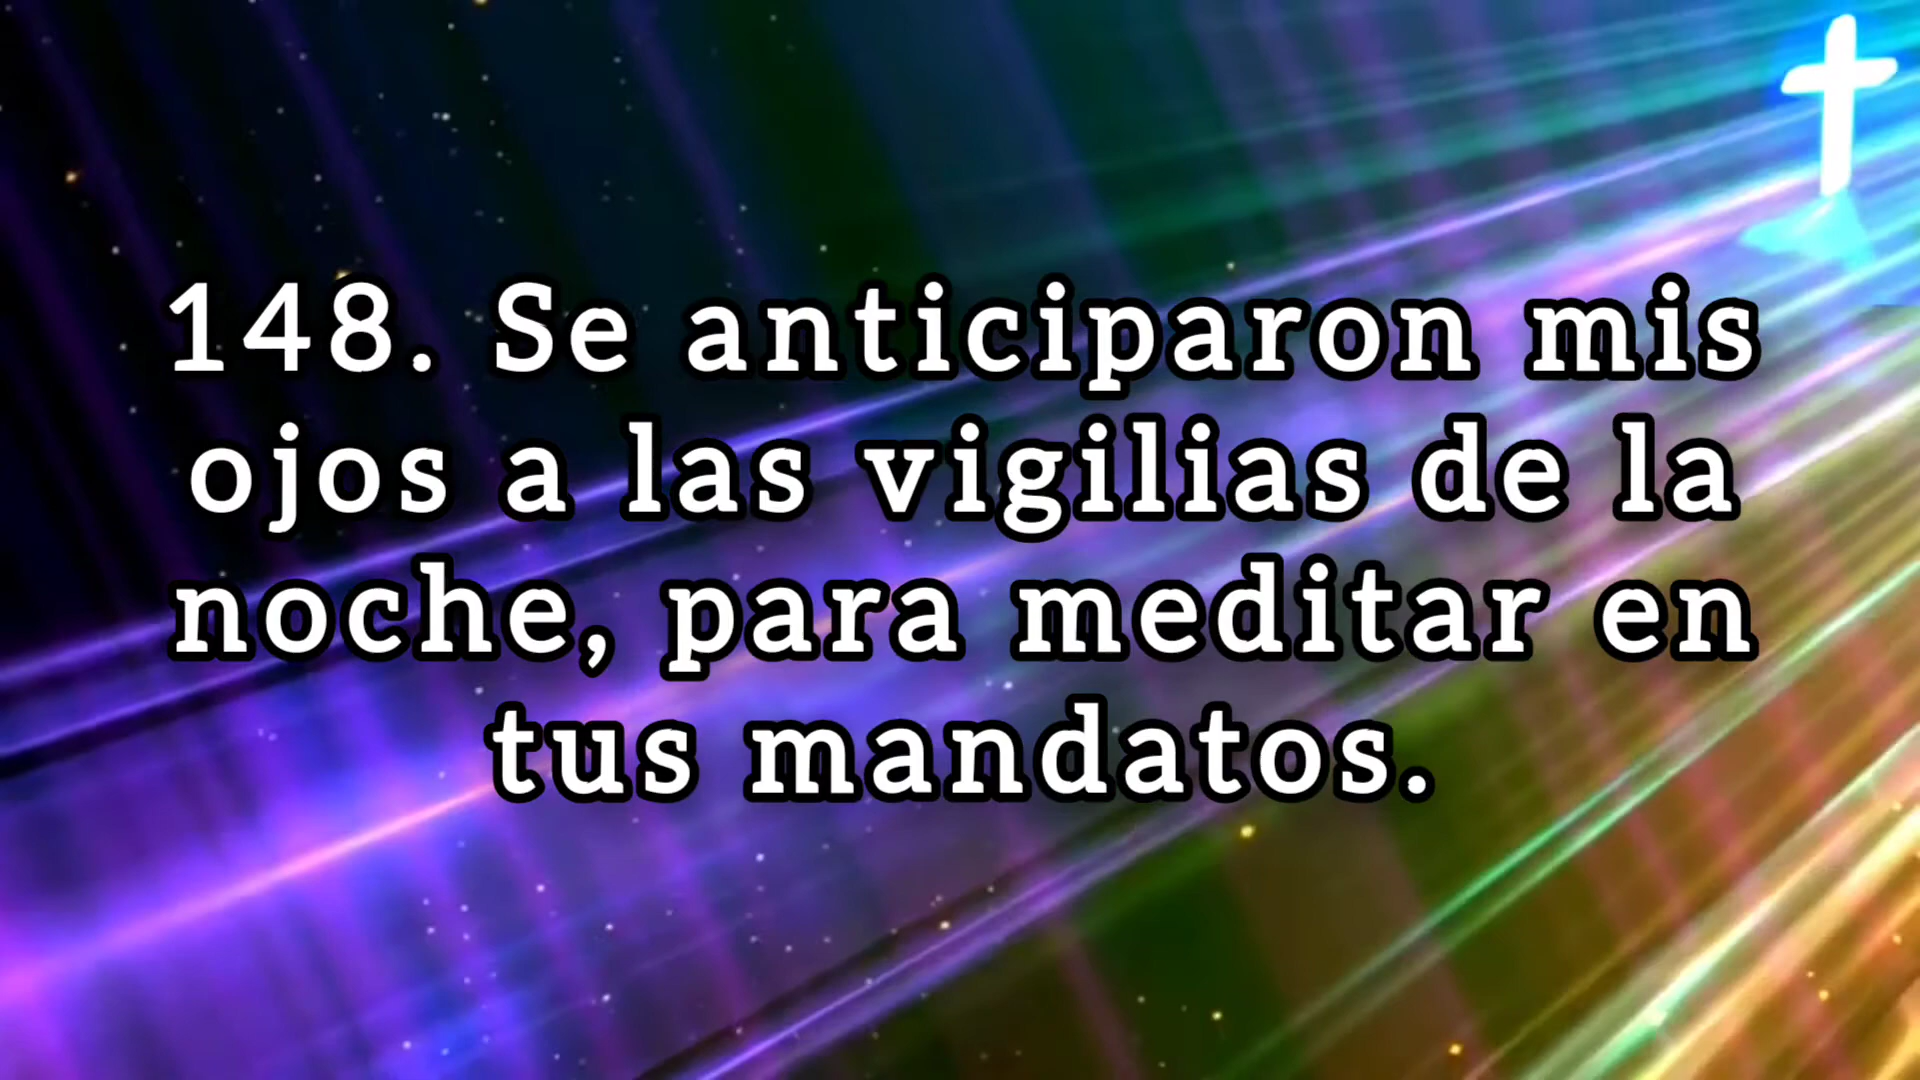 148. Se anticiparon mis
ojos a las vigilias de la
noche, para meditar en
tus mandatos.